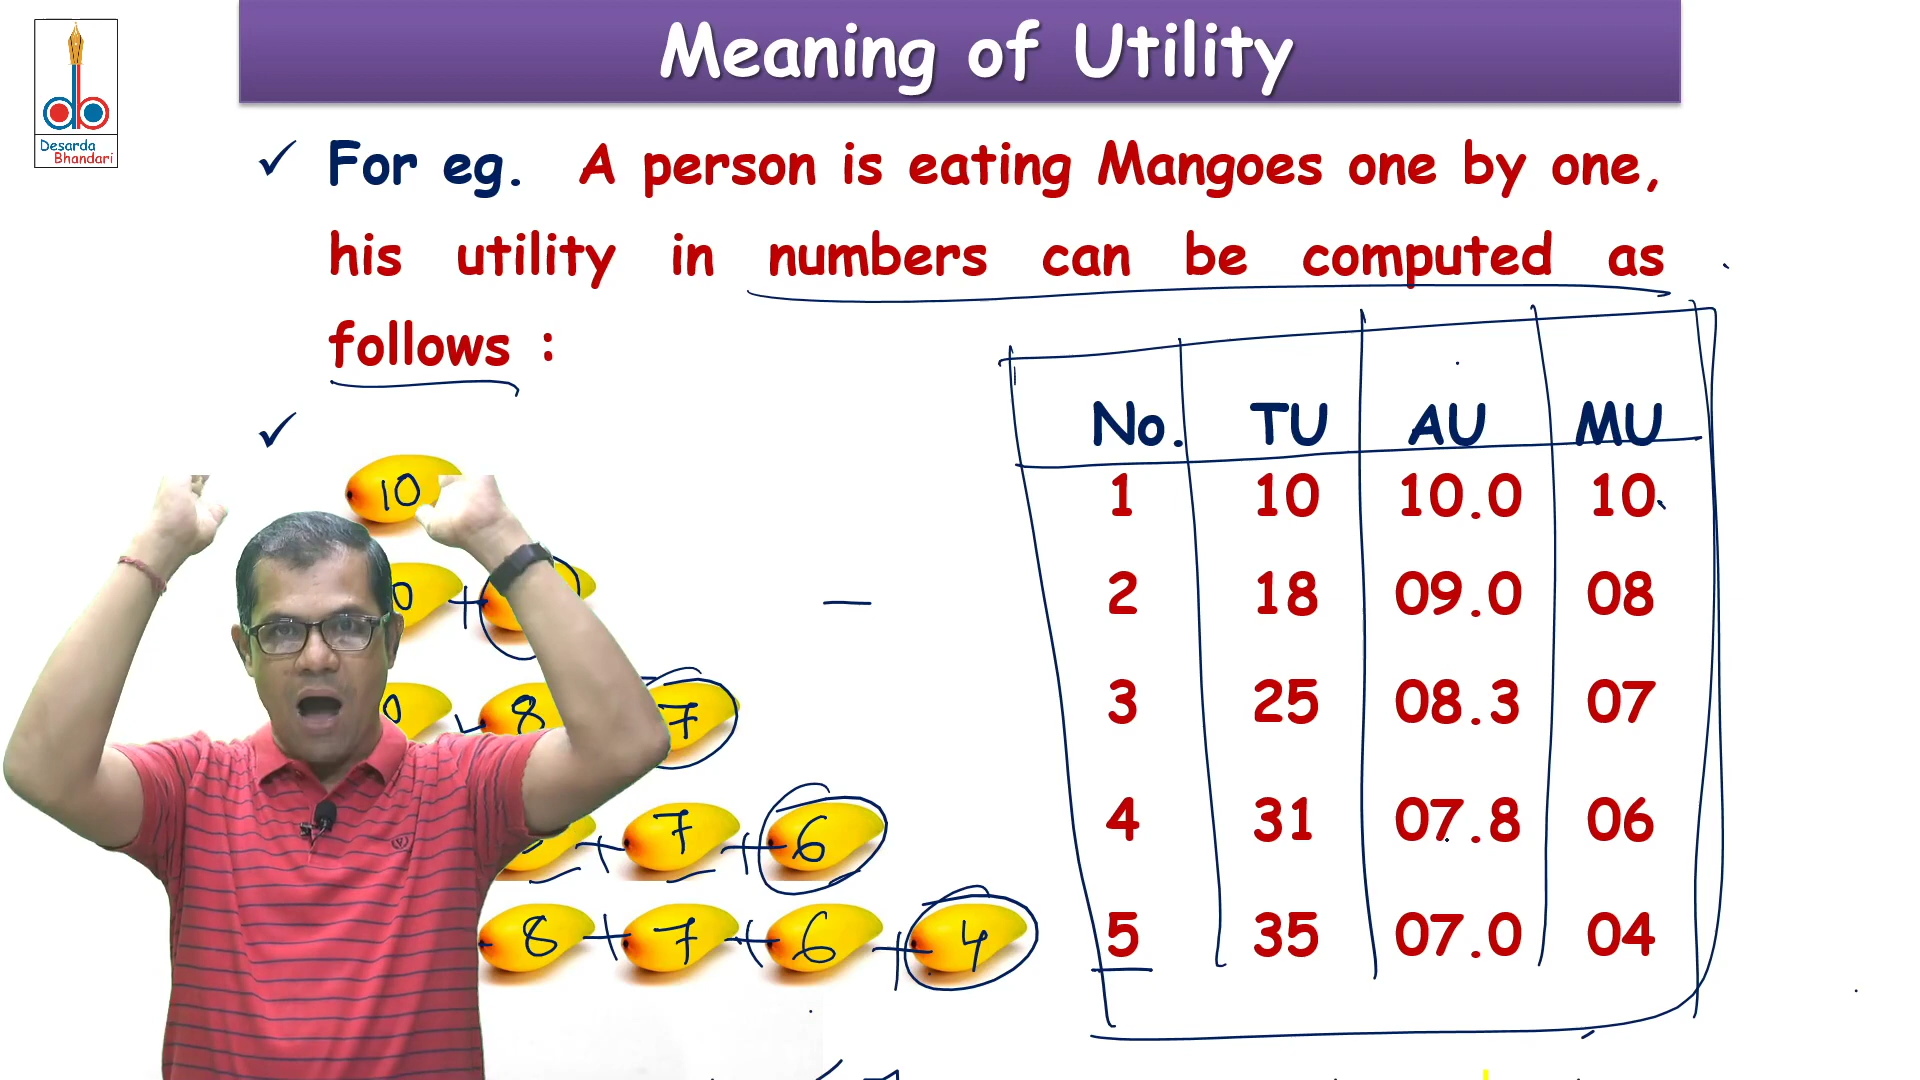 Meaning of Utility
Desarda
Bhandari
✓ For eg. A person is eating Mangoes one by one,
his utility in numbers can be computed as
follows :
✓
No. TU AU MU
1 10 10.0 10
2 18 09.0 08
3 25 08.3 07
4 31 07.8 06
5 35 07.0 04
10
0 +
0 + 8 7
+ 7 + 6
8 + 7 + 6 + 4